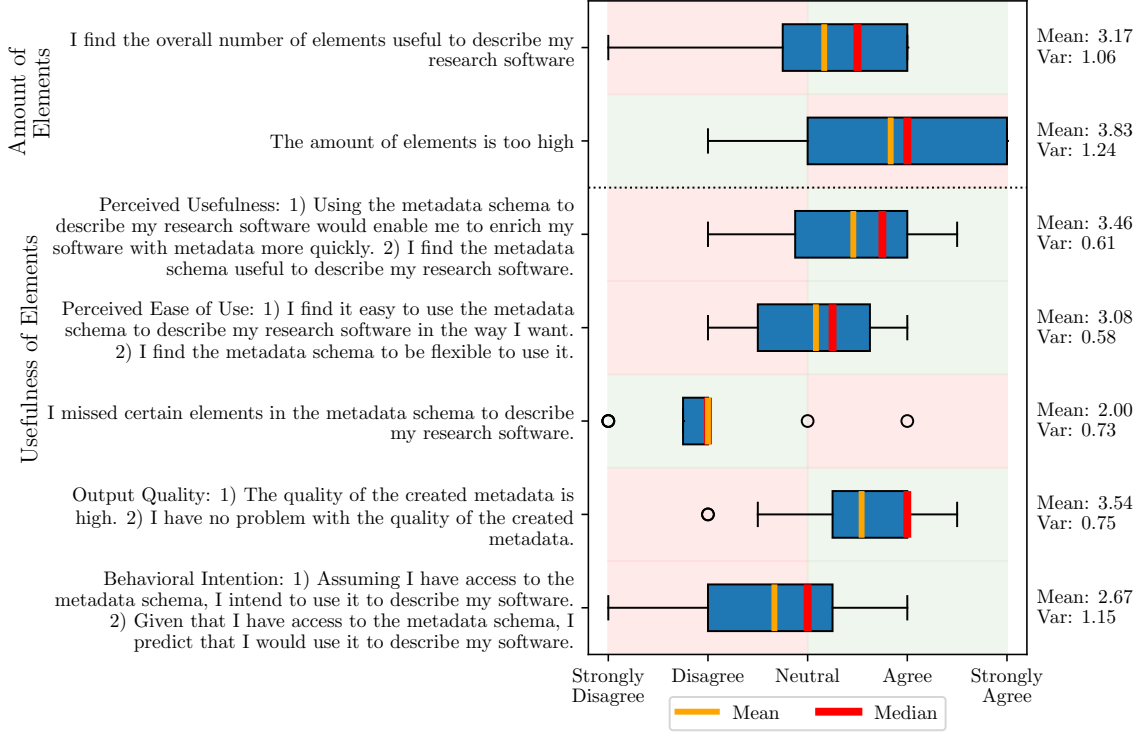 Amount of
Elements
I find the overall number of elements useful to describe my
research software
Mean: 3.17
Var: 1.06
The amount of elements is too high
Mean: 3.83
Var: 1.24
Usefulness of Elements
Perceived Usefulness: 1) Using the metadata schema to
describe my research software would enable me to enrich my
software with metadata more quickly. 2) I find the metadata
schema useful to describe my research software.
Mean: 3.46
Var: 0.61
Perceived Ease of Use: 1) I find it easy to use the metadata
schema to describe my research software in the way I want.
2) I find the metadata schema to be flexible to use it.
Mean: 3.08
Var: 0.58
I missed certain elements in the metadata schema to describe
my research software.
Mean: 2.00
Var: 0.73
Output Quality: 1) The quality of the created metadata is
high. 2) I have no problem with the quality of the created
metadata.
Mean: 3.54
Var: 0.75
Behavioral Intention: 1) Assuming I have access to the
metadata schema, I intend to use it to describe my software.
2) Given that I have access to the metadata schema, I
predict that I would use it to describe my software.
Mean: 2.67
Var: 1.15
Strongly
Disagree
Disagree
Neutral
Agree
Strongly
Agree
Mean
Median